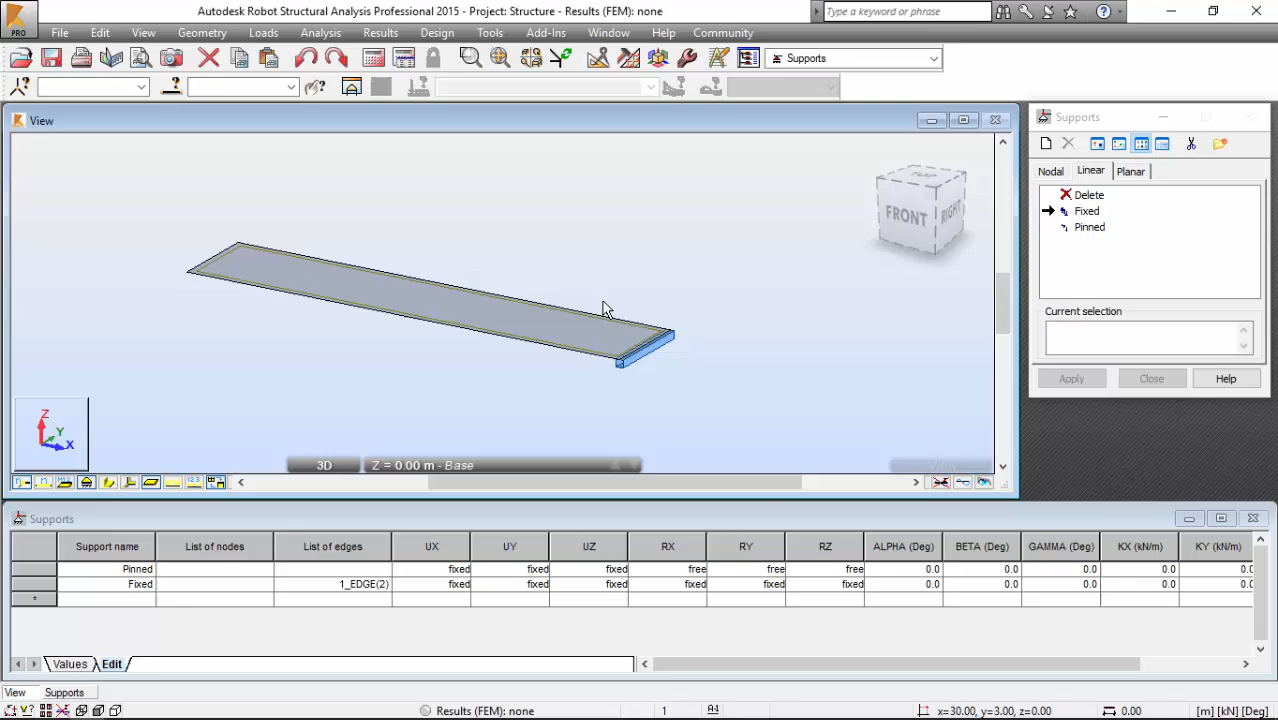 Autodesk Robot Structural Analysis Professional 2015 - Project: Structure - Results (FEM): none
Type a keyword or phrase
PRO
File Edit View Geometry Loads Analysis Results Design Tools Add-Ins Window Help Community
Supports
View
TOP
FRONT
RIGHT
Z
Y
X
3D
Z = 0.00 m - Base
Supports
Nodal Linear Planar
Delete
Fixed
Pinned
Current selection
Apply Close Help
Supports
Support name List of nodes List of edges UX UY UZ RX RY RZ ALPHA (Deg) BETA (Deg) GAMMA (Deg) KX (kN/m) KY (kN/m)
Pinned fixed fixed fixed free free free 0.0 0.0 0.0 0.0 0.0
Fixed 1_EDGE(2) fixed fixed fixed fixed fixed fixed 0.0 0.0 0.0 0.0 0.0
*
Values Edit
View Supports
Results (FEM): none 1 x=30.00, y=3.00, z=0.00 0.00 [m] [kN] [Deg]